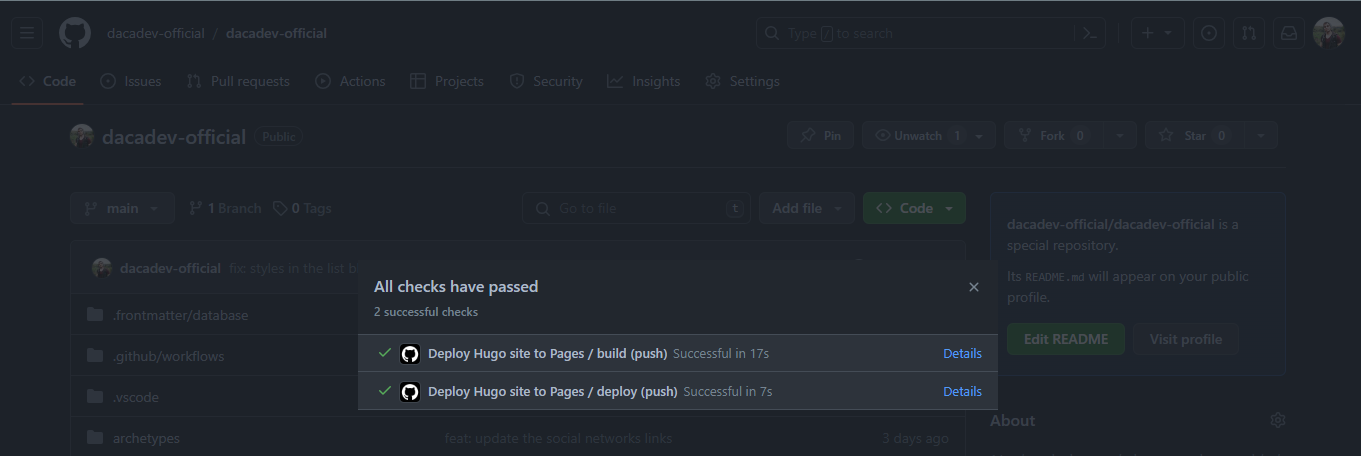 dacadev-official / dacadev-official
Type / to search
Code Issues Pull requests Actions Projects Security Insights Settings
dacadev-official Public
Pin Unwatch 1 Fork 0 Star 0
main 1 Branch 0 Tags Go to file t Add file Code
dacadev-official fix: styles in the list b
.frontmatter/database
.github/workflows
.vscode
archetypes feat: update the social networks links 3 days ago
All checks have passed
2 successful checks
Deploy Hugo site to Pages / build (push) Successful in 17s Details
Deploy Hugo site to Pages / deploy (push) Successful in 7s Details
dacadev-official/dacadev-official is a
special repository.
Its README.md will appear on your public
profile.
Edit README Visit profile
About